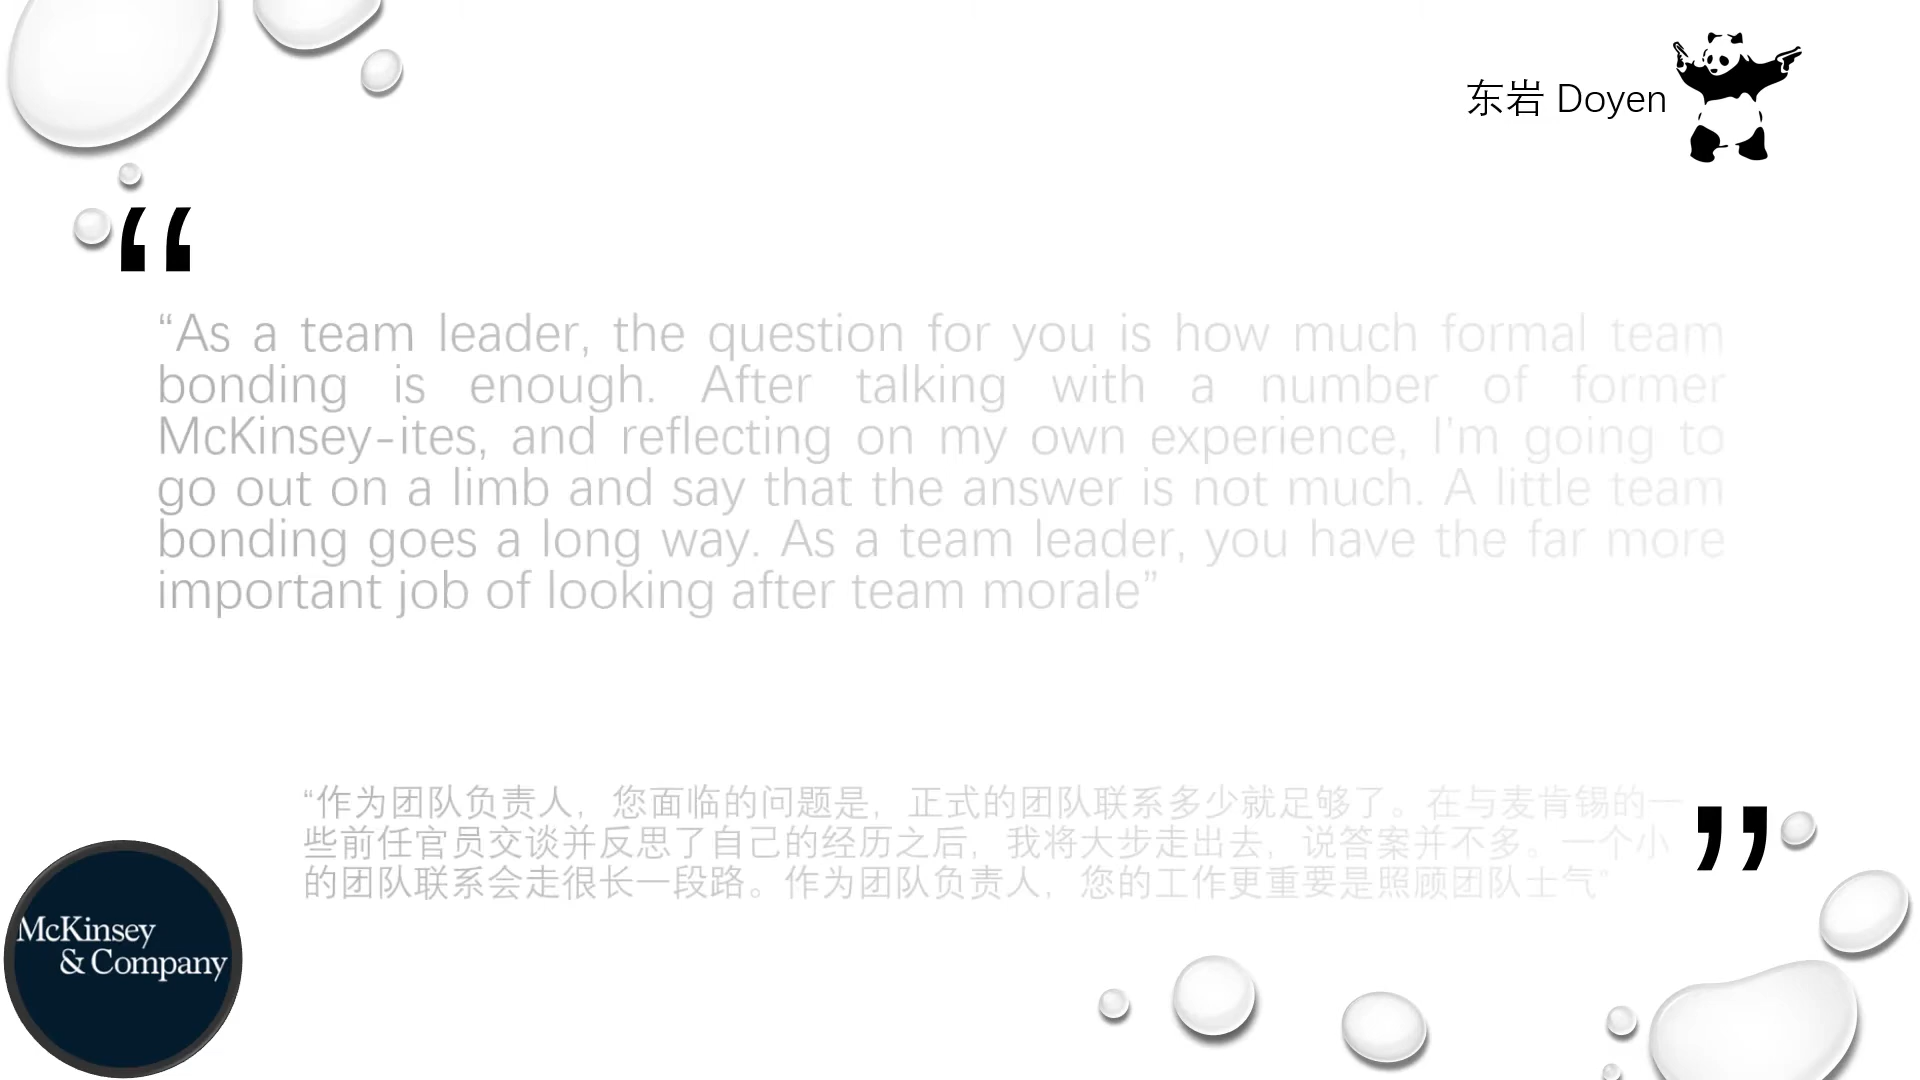 东岩 Doyen
“
“As a team leader, the question for you is how much formal team
bonding is enough. After talking with a number of former
McKinsey-ites, and reflecting on my own experience, I'm going to
go out on a limb and say that the answer is not much. A little team
bonding goes a long way. As a team leader, you have the far more
important job of looking after team morale”
“作为团队负责人，您面临的问题是，正式的团队联系多少就足够了。在与麦肯锡的一
些前任官员交谈并反思了自己的经历之后，我将大步走出去，说答案并不多。一个小
的团队联系会走很长一段路。作为团队负责人，您的工作更重要是照顾团队士气”
”
McKinsey
& Company